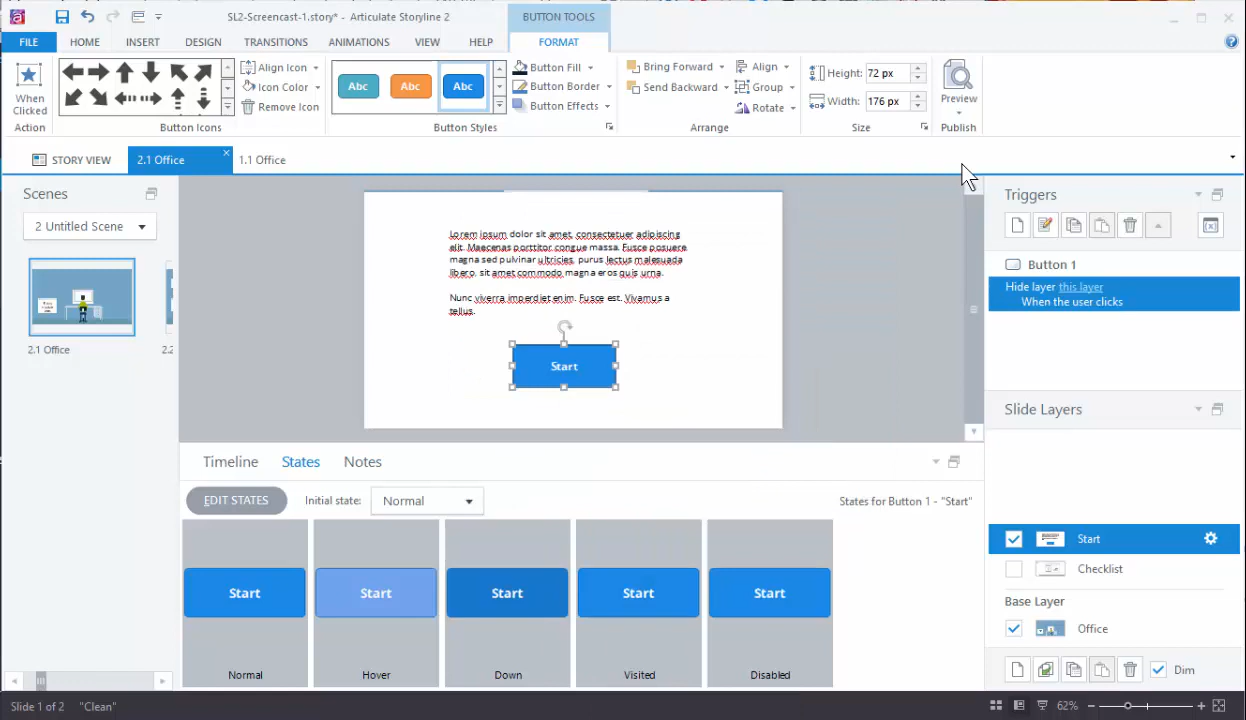 SL2-Screencast-1.story* - Articulate Storyline 2
BUTTON TOOLS
FILE
HOME
INSERT
DESIGN
TRANSITIONS
ANIMATIONS
VIEW
HELP
FORMAT
When Clicked
Action
Align Icon
Icon Color
Remove Icon
Button Icons
Abc
Abc
Abc
Button Fill
Button Border
Button Effects
Button Styles
Bring Forward
Send Backward
Align
Group
Rotate
Arrange
Height: 72 px
Width: 176 px
Size
Preview
Publish
STORY VIEW
2.1 Office
1.1 Office
Scenes
2 Untitled Scene
2.1 Office
2.2
Lorem ipsum dolor sit amet, consectetuer adipiscing
elit. Maecenas porttitor congue massa. Fusce posuere
magna sed pulvinar ultricies, purus lectus malesuada
libero, sit amet commodo magna eros quis urna.
Nunc viverra imperdiet enim. Fusce est. Vivamus a
tellus.
Start
Triggers
Button 1
Hide layer this layer
When the user clicks
Timeline
States
Notes
EDIT STATES
Initial state:
Normal
States for Button 1 - "Start"
Start
Start
Start
Start
Start
Normal
Hover
Down
Visited
Disabled
Slide Layers
Start
Checklist
Base Layer
Office
Dim
Slide 1 of 2
"Clean"
62%